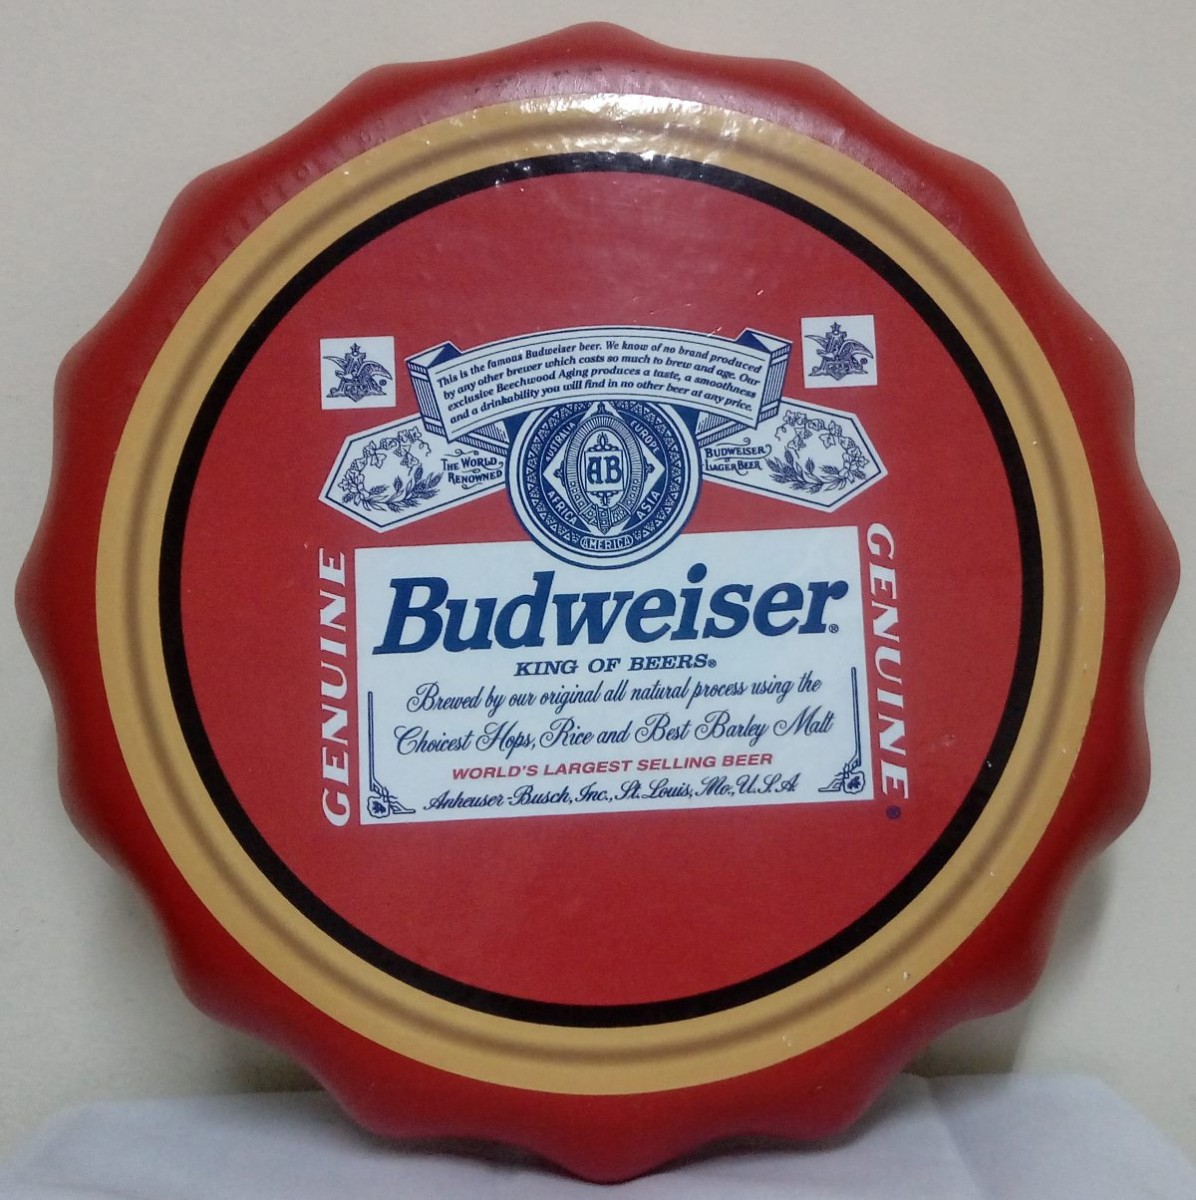 This is the famous Budweiser beer. We know of no brand produced
by any other brewer which costs so much to brew and age. Our
exclusive Beechwood Aging produces a taste, a smoothness
and a drinkability you will find in no other beer at any price.
THE WORLD
RENOWNED
AUSTRALIA
EUROPE
AB
AFRICA
ASIA
AMERICA
BUDWEISER
LAGER BEER
GENUINE
Budweiser®
KING OF BEERS®
Brewed by our original all natural process using the
Choicest Hops, Rice and Best Barley Malt
WORLD'S LARGEST SELLING BEER
Anheuser-Busch, Inc., St. Louis, Mo., U.S.A.
GENUINE®